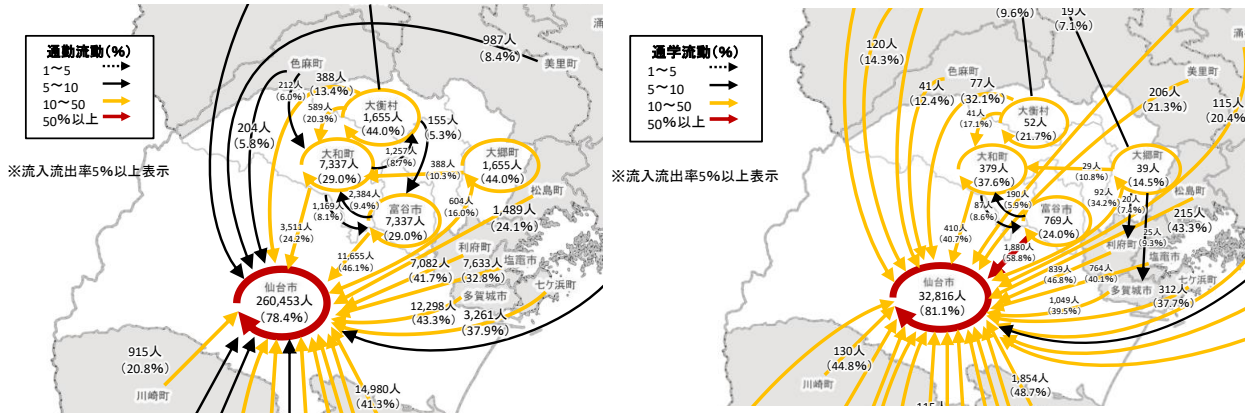 通勤流動(%)
1～5
5～10
10～50
50%以上
※流入流出率5%以上表示
987人
(8.4%)
美里町
涌
色麻町
212人
(6.0%)
388人
(13.4%)
589人
(20.3%)
大衡村
1,655人
(44.0%)
155人
(5.3%)
204人
(5.8%)
大和町
7,337人
(29.0%)
1,257人
(8.7%)
388人
(10.3%)
大郷町
1,655人
(44.0%)
松島町
2,384人
(9.4%)
1,169人
(8.1%)
富谷市
7,337人
(29.0%)
604人
(16.0%)
1,489人
(24.1%)
3,511人
(24.2%)
11,655人
(46.1%)
利府町
7,082人
(41.7%)
7,633人
(32.8%)
塩竈市
七ケ浜町
多賀城市
仙台市
260,453人
(78.4%)
12,298人
(43.3%)
3,261人
(37.9%)
915人
(20.8%)
川崎町
14,980人
(41.3%)
通学流動(%)
1～5
5～10
10～50
50%以上
※流入流出率5%以上表示
(9.6%)
19人
(7.1%)
涌
120人
(14.3%)
色麻町
41人
(12.4%)
77人
(32.1%)
41人
(17.1%)
大衡村
52人
(21.7%)
美里町
206人
(21.3%)
115人
(20.4%)
大和町
379人
(37.6%)
29人
(10.8%)
大郷町
39人
(14.5%)
松島町
190人
(5.9%)
87人
(8.6%)
富谷市
769人
(24.0%)
92人
(34.2%)
20人
(7.4%)
25人
(9.3%)
215人
(43.3%)
410人
(40.7%)
1,880人
(58.8%)
利府町
塩竈市
839人
(46.8%)
764人
(40.1%)
多賀城市
七ケ浜町
312人
(37.7%)
1,049人
(39.5%)
仙台市
32,816人
(81.1%)
130人
(44.8%)
川崎町
1,854人
(48.7%)
115人